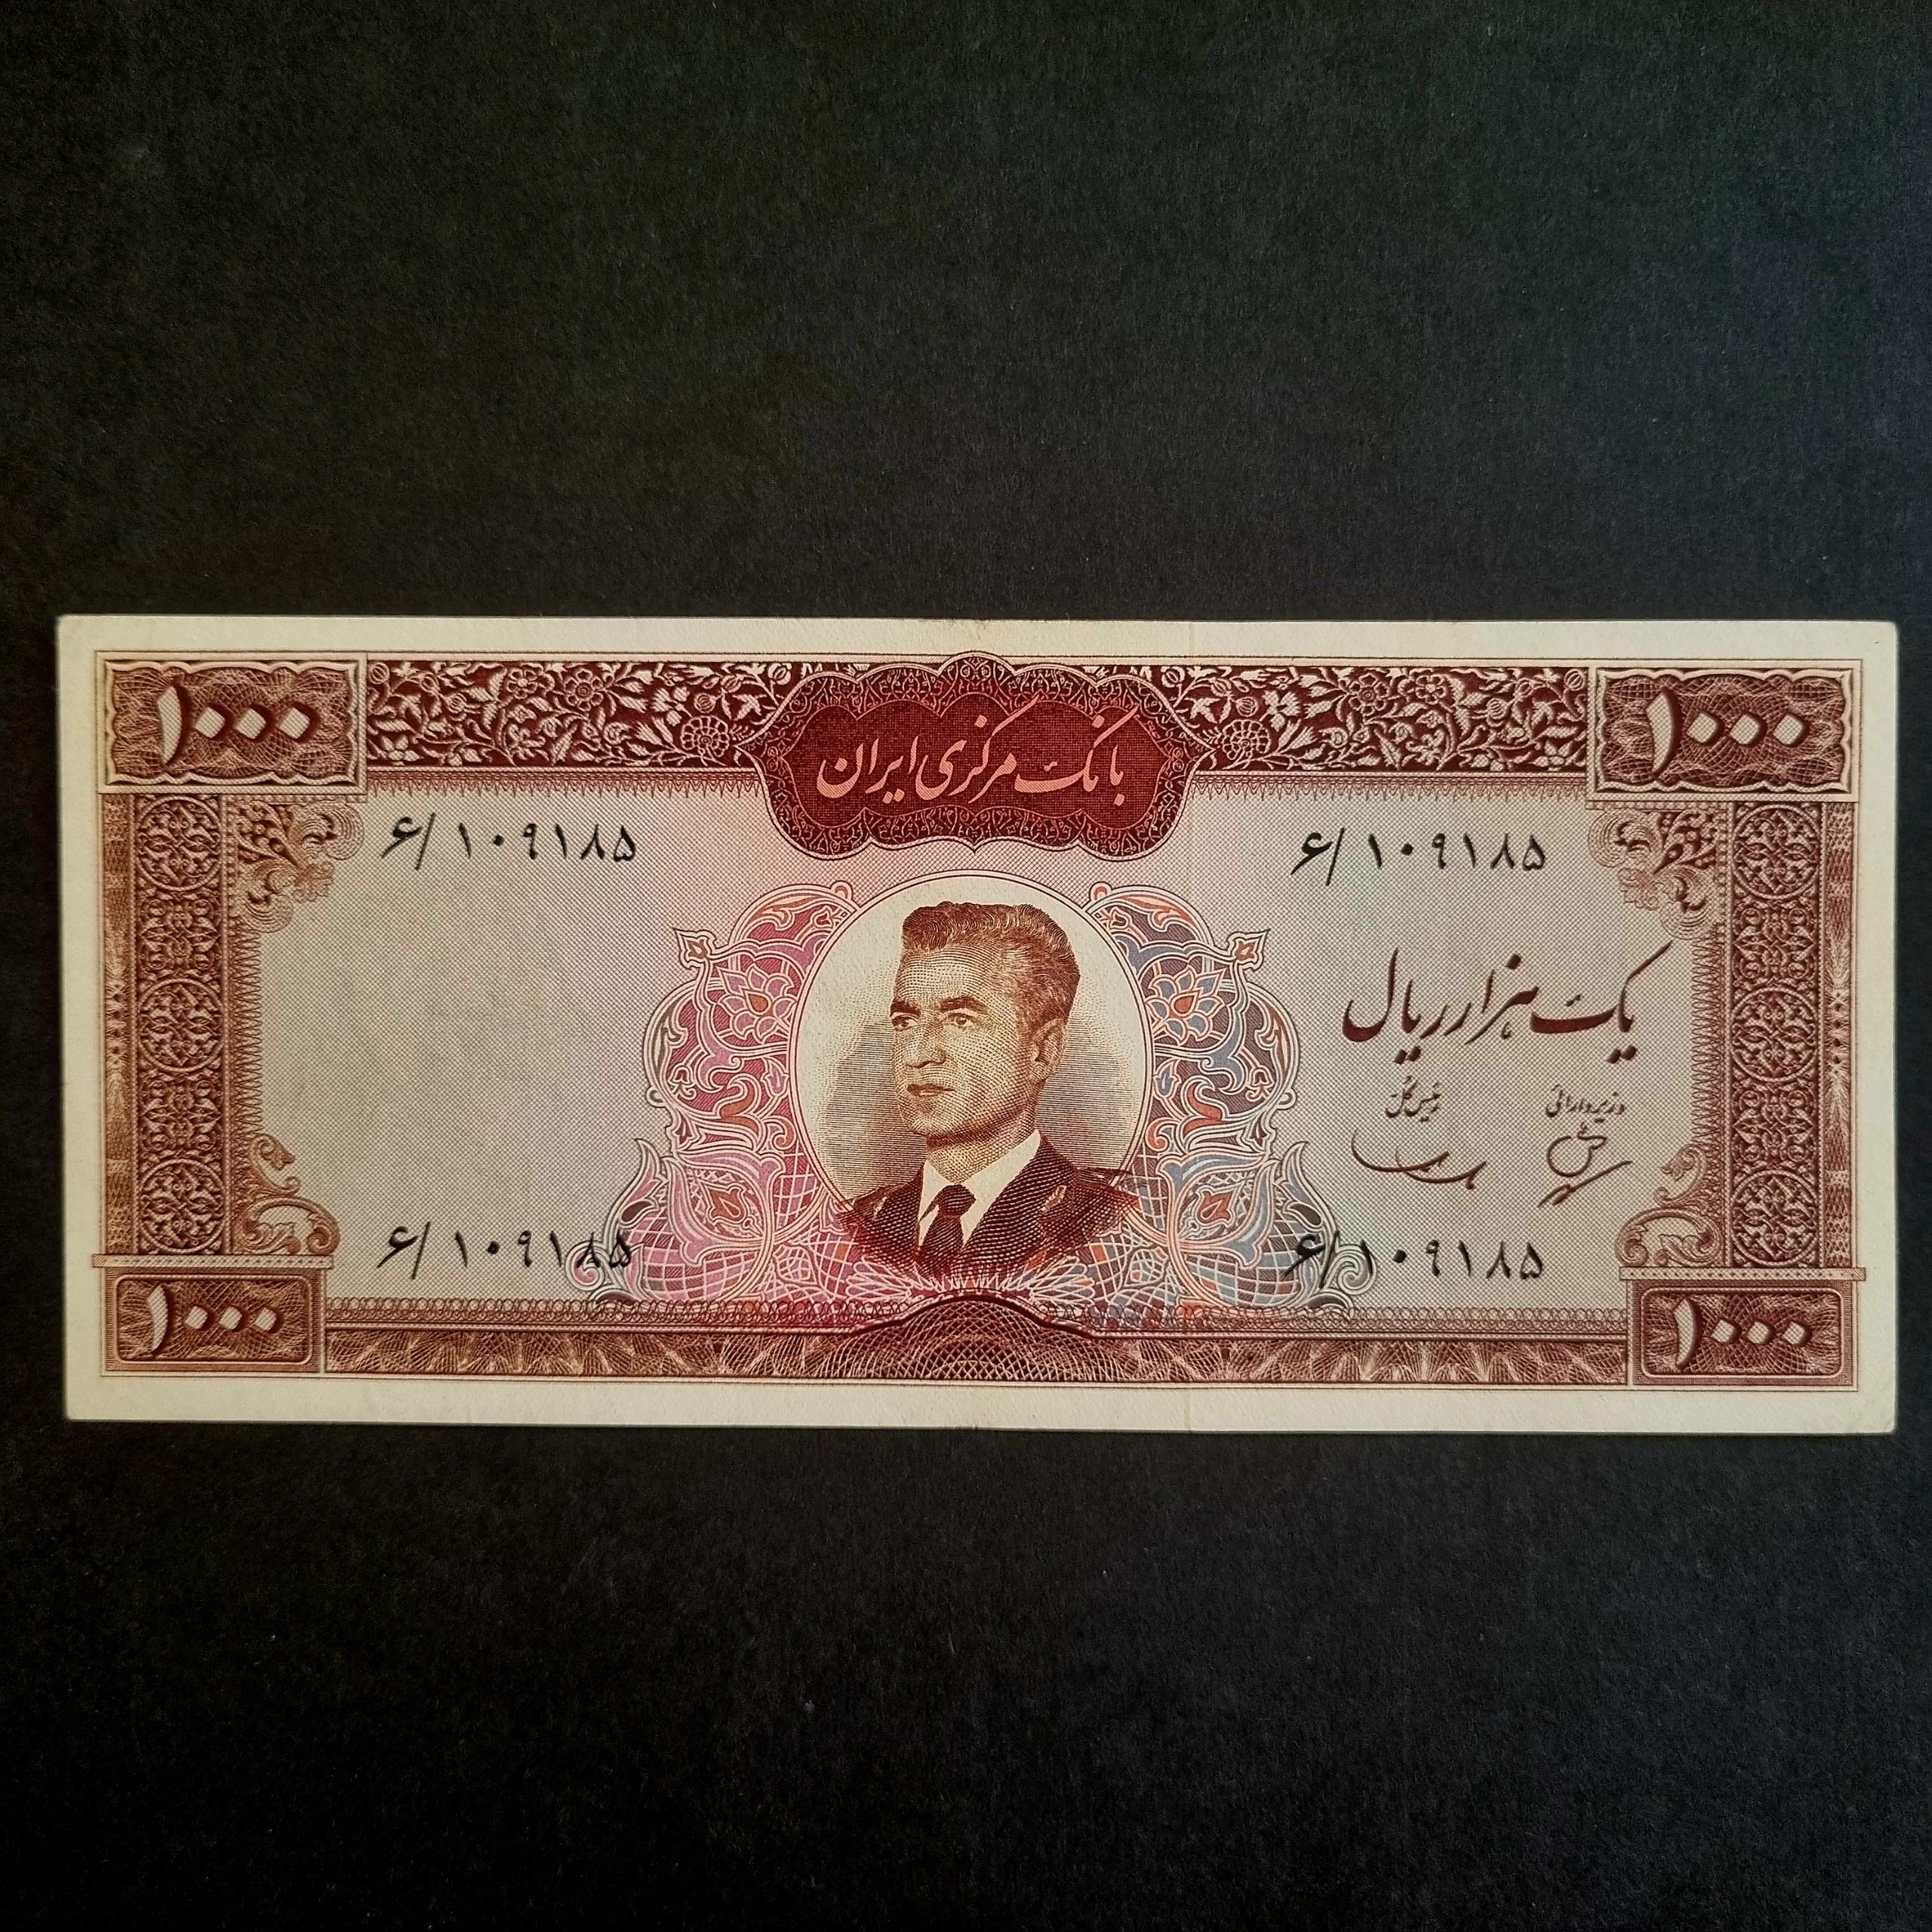 ۱۰۰۰
۱۰۰۰
بانک مرکزی ایران
۶/۱۰۹۱۸۵
۶/۱۰۹۱۸۵
یک هزار ریال
وزیر دارائی
رئیس کل
۶/۱۰۹۱۸۵
۶/۱۰۹۱۸۵
۱۰۰۰
۱۰۰۰